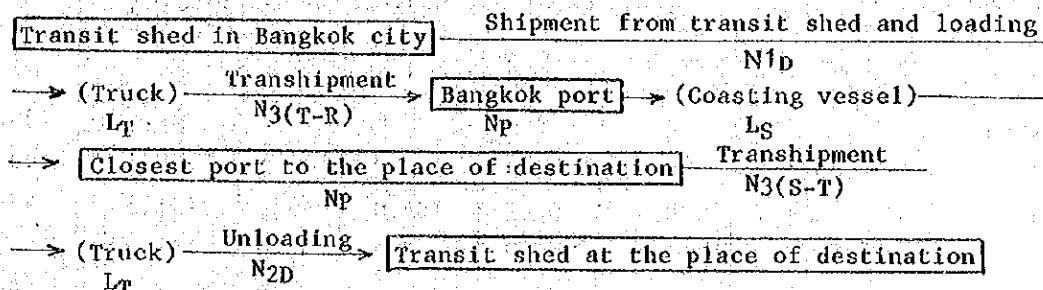 Shipment from transit shed and loading
Transit shed in Bangkok city
N1D
Transhipment
(Truck) Bangkok port (Coasting vessel)
N3(T-R)
LT Np LS
Transhipment
Closest port to the place of destination
Np N3(S-T)
Unloading
(Truck) Transit shed at the place of destination
LT N2D